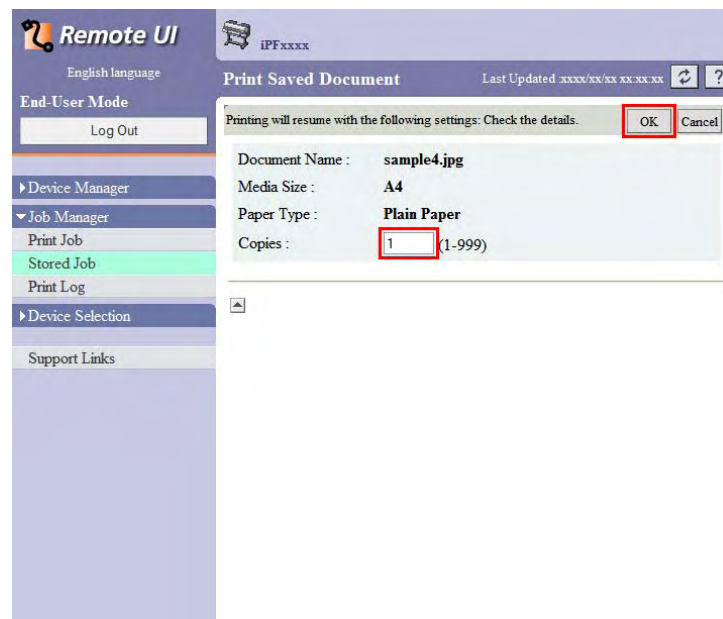 Remote UI
English language
End-User Mode
Log Out
Device Manager
Job Manager
Print Job
Stored Job
Print Log
Device Selection
Support Links
iPFxxxx
Print Saved Document Last Updated :xxxx/xx/xx xx:xx:xx ?
Printing will resume with the following settings: Check the details. OK Cancel
Document Name : sample4.jpg
Media Size : A4
Paper Type : Plain Paper
Copies : 1 (1-999)